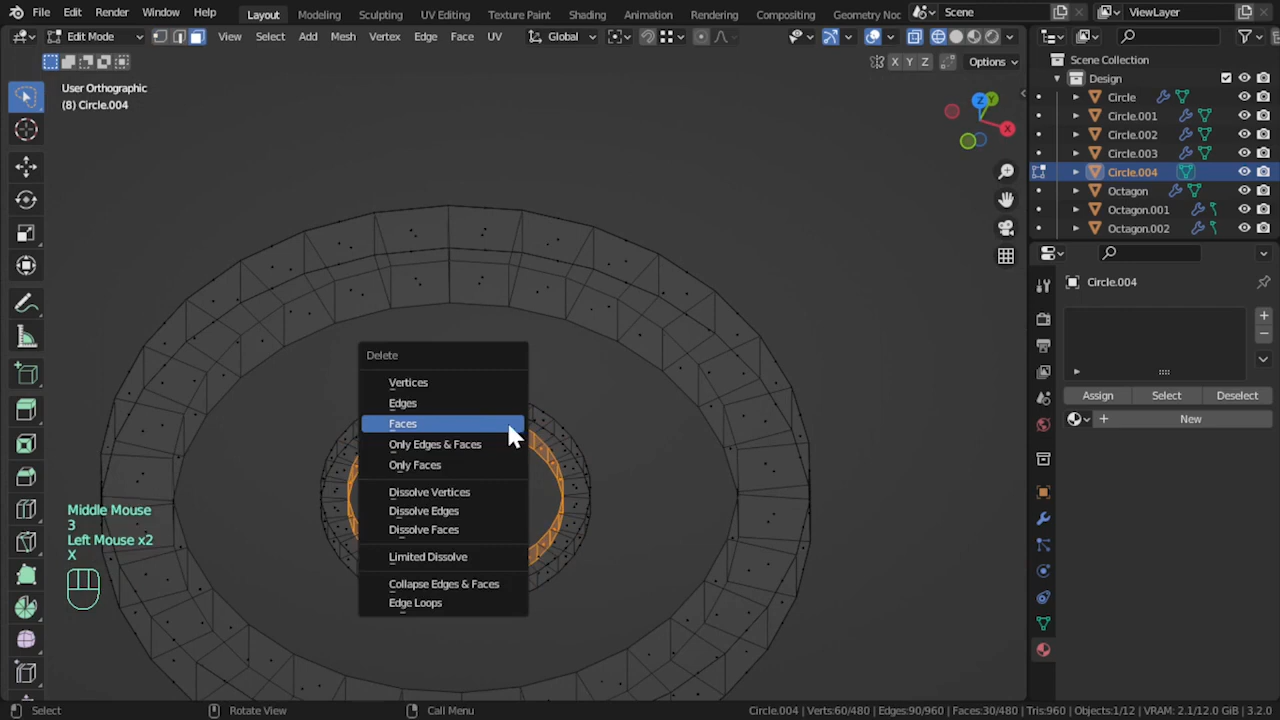 File Edit Render Window Help Layout Modeling Sculpting UV Editing Texture Paint Shading Animation Rendering Compositing Geometry Noc Scene ViewLayer
Edit Mode View Select Add Mesh Vertex Edge Face UV Global
X Y Z Options
Scene Collection
Design
Circle
Circle.001
Circle.002
Circle.003
Circle.004
Octagon
Octagon.001
Octagon.002
User Orthographic
(8) Circle.004
Z Y X
Circle.004
Assign Select Deselect
New
Delete
Vertices
Edges
Faces
Only Edges & Faces
Only Faces
Dissolve Vertices
Dissolve Edges
Dissolve Faces
Limited Dissolve
Collapse Edges & Faces
Edge Loops
Middle Mouse
3
Left Mouse x2
X
Select Rotate View Call Menu Circle.004 | Verts:60/480 | Edges:90/960 | Faces:30/480 | Tris:960 | Objects:1/12 | VRAM: 2.1/12.0 GiB | 3.2.0